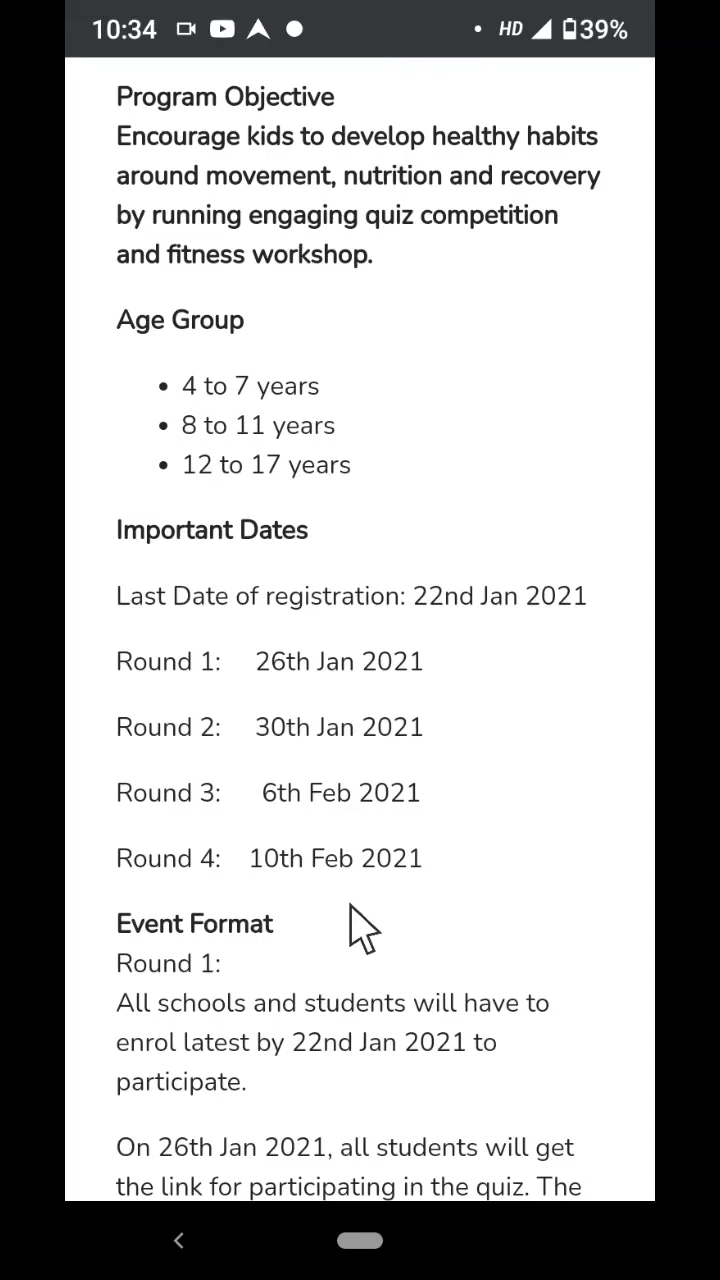 10:34
HD
39%
Program Objective
Encourage kids to develop healthy habits
around movement, nutrition and recovery
by running engaging quiz competition
and fitness workshop.
Age Group
• 4 to 7 years
• 8 to 11 years
• 12 to 17 years
Important Dates
Last Date of registration: 22nd Jan 2021
Round 1: 26th Jan 2021
Round 2: 30th Jan 2021
Round 3: 6th Feb 2021
Round 4: 10th Feb 2021
Event Format
Round 1:
All schools and students will have to
enrol latest by 22nd Jan 2021 to
participate.
On 26th Jan 2021, all students will get
the link for participating in the quiz. The